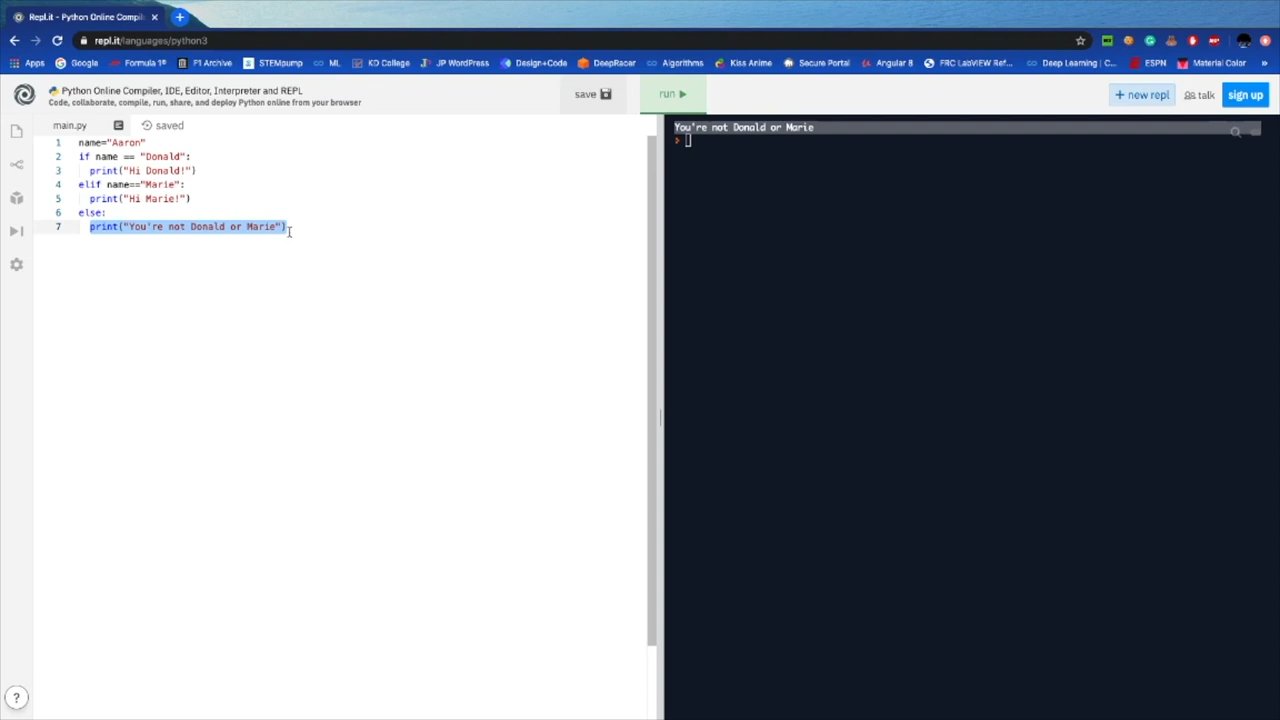 Repl.it - Python Online Compil
repl.it/languages/python3
Apps Google Formula 1® F1 Archive STEMpump ML KD College JP WordPress Design+Code DeepRacer Algorithms Kiss Anime Secure Portal Angular 8 FRC LabVIEW Ref... Deep Learning | C... ESPN Material Color »
Python Online Compiler, IDE, Editor, Interpreter and REPL
Code, collaborate, compile, run, share, and deploy Python online from your browser
save
run
+ new repl
talk
sign up
main.py
saved
1 name="Aaron"
2 if name == "Donald":
3 print("Hi Donald!")
4 elif name=="Marie":
5 print("Hi Marie!")
6 else:
7 print("You're not Donald or Marie")
You're not Donald or Marie
?